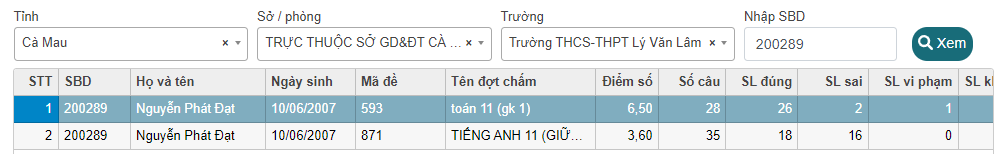 Tỉnh Sở / phòng Trường Nhập SBD
Cà Mau × TRỰC THUỘC SỞ GD&ĐT CÀ ... × Trường THCS-THPT Lý Văn Lâm × 200289 Xem
STT SBD Họ và tên Ngày sinh Mã đề Tên đợt chấm Điểm số Số câu SL đúng SL sai SL vi phạm SL k
1 200289 Nguyễn Phát Đạt 10/06/2007 593 toán 11 (gk 1) 6,50 28 26 2 1
2 200289 Nguyễn Phát Đạt 10/06/2007 871 TIẾNG ANH 11 (GIỮ... 3,60 35 18 16 0